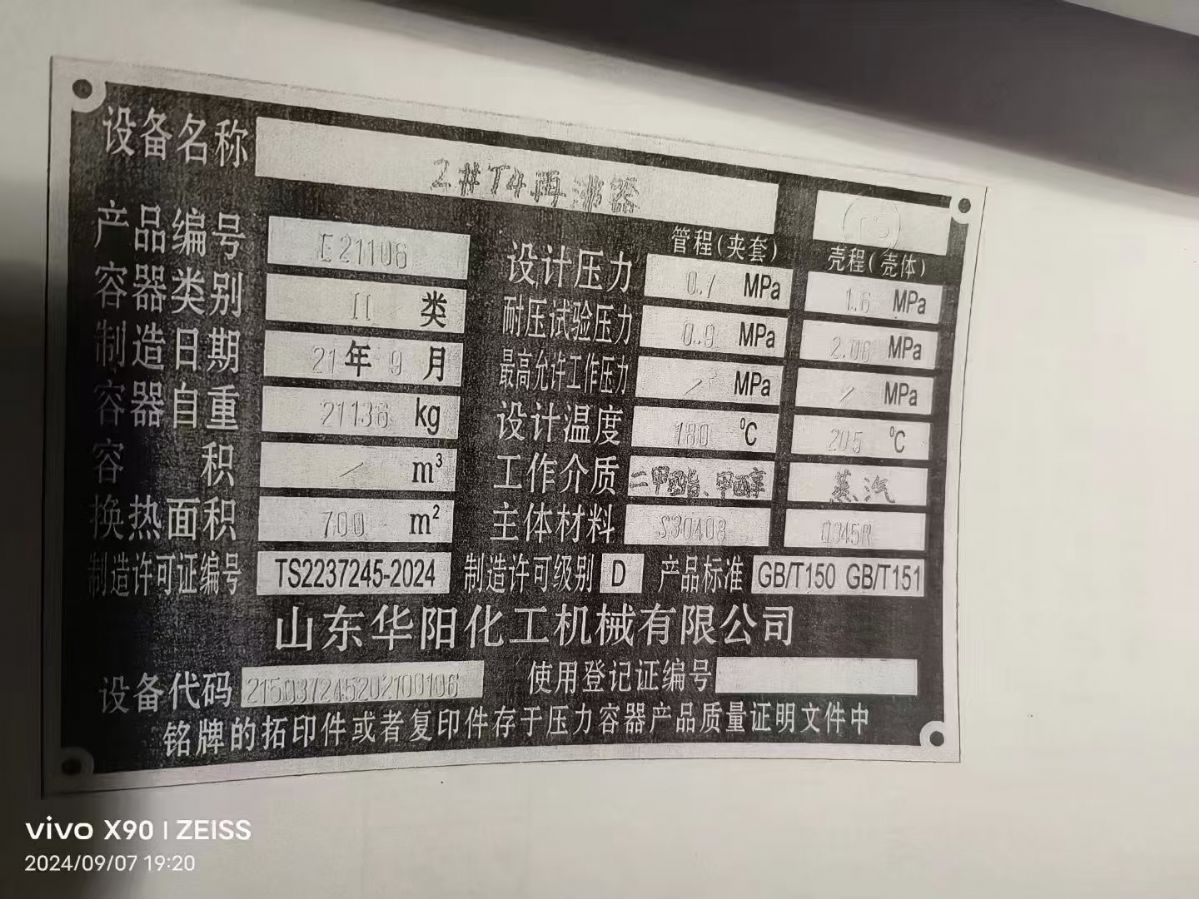 设备名称 2#T4再沸器
管程(夹套) 壳程(壳体)
产品编号 E21106 设计压力 0.7 MPa 1.6 MPa
容器类别 II 类 耐压试验压力 0.9 MPa 2.06 MPa
制造日期 21 年 9 月 最高允许工作压力 / MPa / MPa
容器自重 21136 kg 设计温度 180 ℃ 205 ℃
容积 / m³ 工作介质 二甲酯、甲醇 蒸汽
换热面积 700 m² 主体材料 S30408 Q345R
制造许可证编号 TS2237245-2024 制造许可级别 D 产品标准 GB/T150 GB/T151
山东华阳化工机械有限公司
设备代码 215037245202100106 使用登记证编号
铭牌的拓印件或者复印件存于压力容器产品质量证明文件中
vivo X90 | ZEISS
2024/09/07 19:20